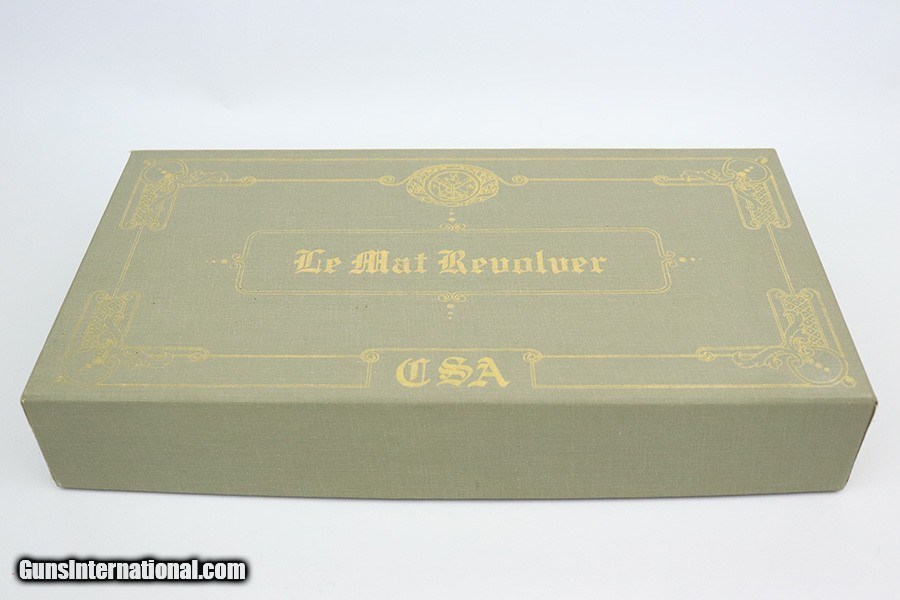 Le Mat Revolver
CSA
GunsInternational.com